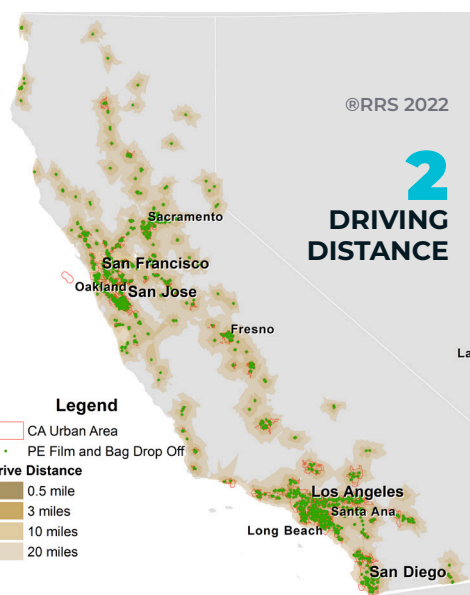 ®RRS 2022
2
DRIVING
DISTANCE
Sacramento
San Francisco
Oakland
San Jose
Fresno
La
Legend
CA Urban Area
PE Film and Bag Drop Off
rive Distance
0.5 mile
3 miles
10 miles
20 miles
Los Angeles
Santa Ana
Long Beach
San Diego